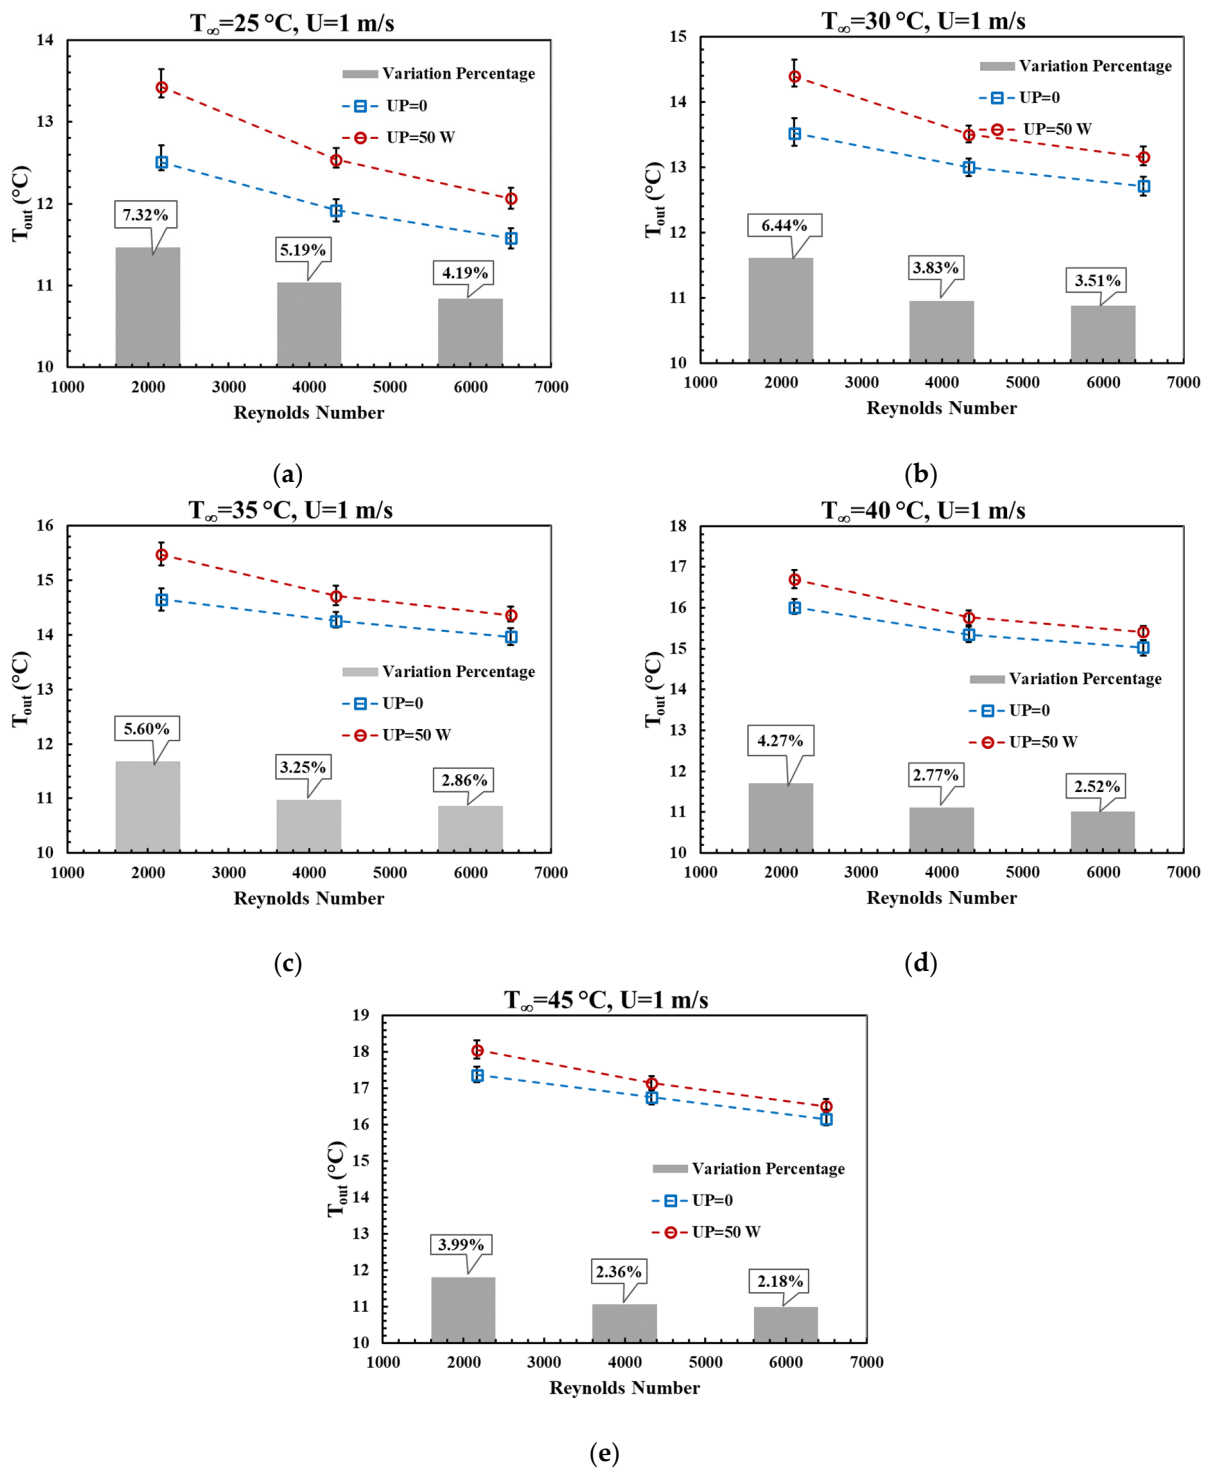 T∞=25 °C, U=1 m/s
14
13
12
11
10
T_out (°C)
Variation Percentage
UP=0
UP=50 W
7.32%
5.19%
4.19%
1000 2000 3000 4000 5000 6000 7000
Reynolds Number
(a)
T∞=30 °C, U=1 m/s
15
14
13
12
11
10
T_out (°C)
Variation Percentage
UP=0
UP=50 W
6.44%
3.83%
3.51%
1000 2000 3000 4000 5000 6000 7000
Reynolds Number
(b)
T∞=35 °C, U=1 m/s
16
15
14
13
12
11
10
T_out (°C)
Variation Percentage
UP=0
UP=50 W
5.60%
3.25%
2.86%
1000 2000 3000 4000 5000 6000 7000
Reynolds Number
(c)
T∞=40 °C, U=1 m/s
18
17
16
15
14
13
12
11
10
T_out (°C)
Variation Percentage
UP=0
UP=50 W
4.27%
2.77%
2.52%
1000 2000 3000 4000 5000 6000 7000
Reynolds Number
(d)
T∞=45 °C, U=1 m/s
19
18
17
16
15
14
13
12
11
10
T_out (°C)
Variation Percentage
UP=0
UP=50 W
3.99%
2.36%
2.18%
1000 2000 3000 4000 5000 6000 7000
Reynolds Number
(e)